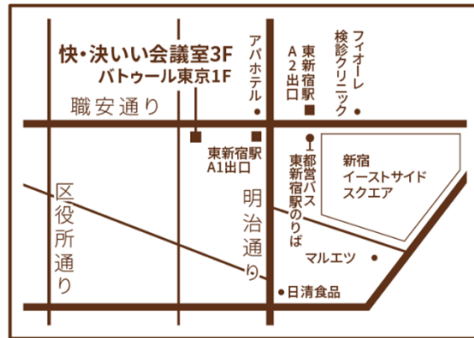 快・決いい会議室3F
バトゥール東京1F
アパホテル
東新宿駅
A2出口
フィオーレ
検診クリニック
職安通り
東新宿駅
A1出口
都営バス
東新宿駅のりば
新宿
イーストサイド
スクエア
区役所通り
明治通り
マルエツ
日清食品